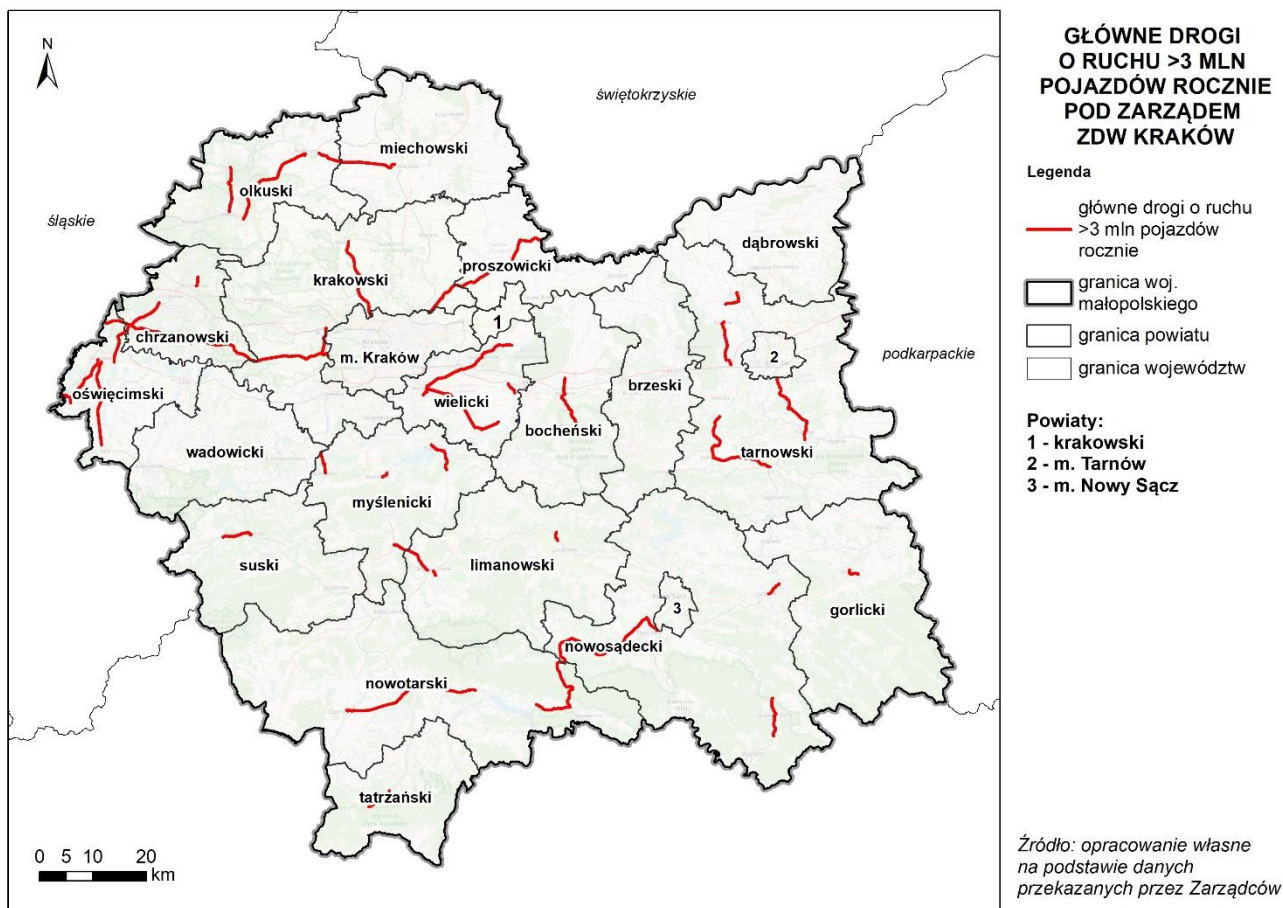 N
świętokrzyskie
miechowski
olkuski
śląskie
dąbrowski
proszowicki
krakowski
1
chrzanowski
m. Kraków
2
podkarpackie
oświęcimski
wielicki
brzeski
bocheński
wadowicki
tarnowski
myślenicki
suski
limanowski
3
gorlicki
nowosądecki
nowotarski
tatrzański
0 5 10 20
km
GŁÓWNE DROGI
O RUCHU >3 MLN
POJAZDÓW ROCZNIE
POD ZARZĄDEM
ZDW KRAKÓW
Legenda
główne drogi o ruchu
>3 mln pojazdów
rocznie
granica woj.
małopolskiego
granica powiatu
granica województw
Powiaty:
1 - krakowski
2 - m. Tarnów
3 - m. Nowy Sącz
Źródło: opracowanie własne
na podstawie danych
przekazanych przez Zarządców